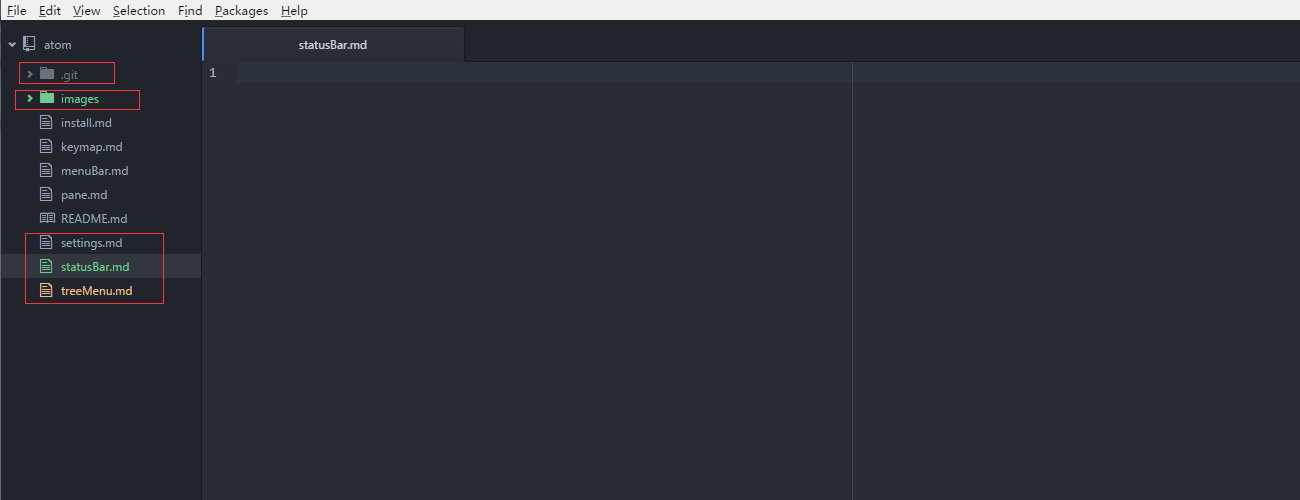 File Edit View Selection Find Packages Help
atom
.git
images
install.md
keymap.md
menuBar.md
pane.md
README.md
settings.md
statusBar.md
treeMenu.md
statusBar.md
1